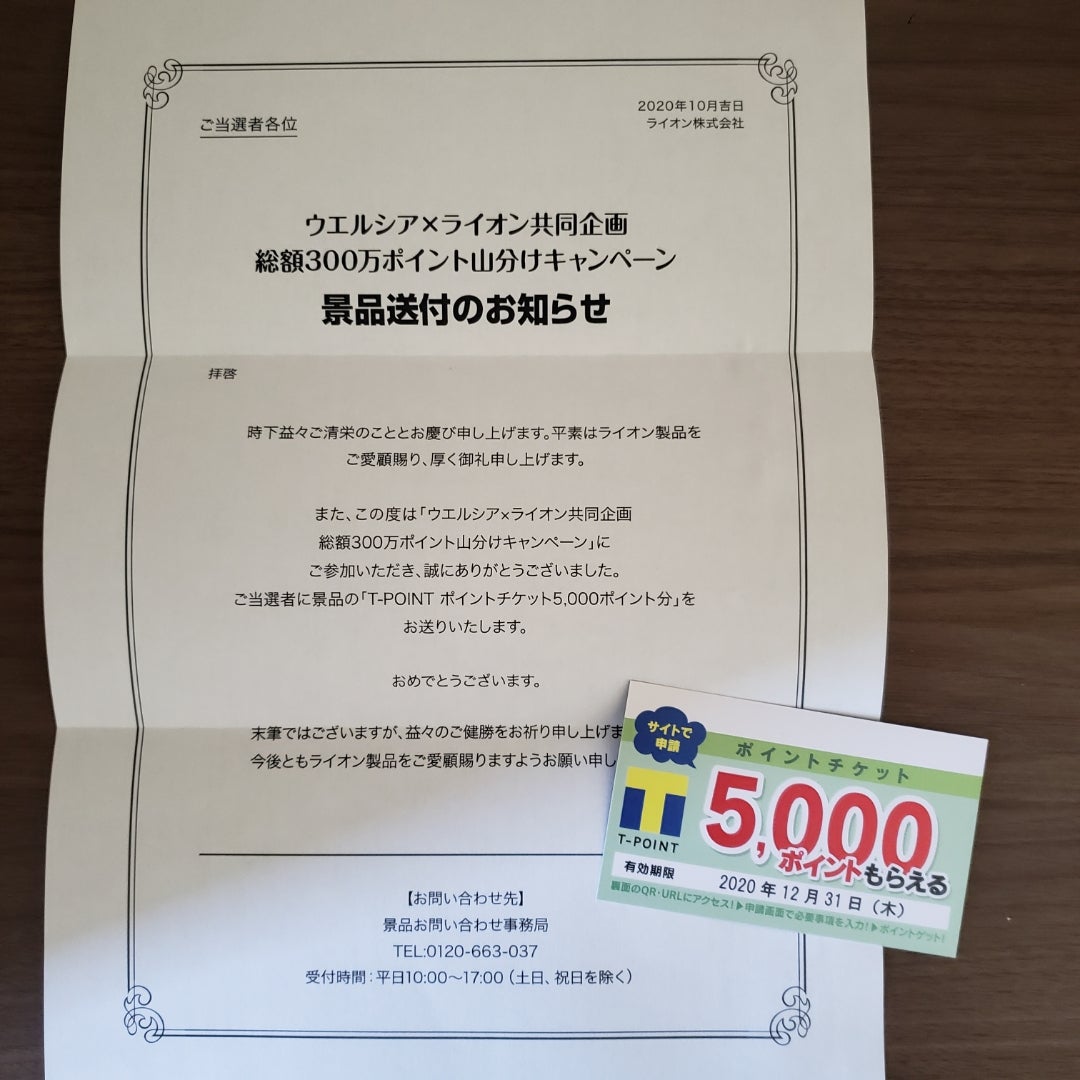 2020年10月吉日
ライオン株式会社
ご当選者各位
ウエルシア×ライオン共同企画
総額300万ポイント山分けキャンペーン
景品送付のお知らせ
拝啓
時下益々ご清栄のこととお慶び申し上げます。平素はライオン製品を
ご愛顧賜り、厚く御礼申し上げます。
また、この度は「ウエルシア×ライオン共同企画
総額300万ポイント山分けキャンペーン」に
ご参加いただき、誠にありがとうございました。
ご当選者に景品の「T-POINT ポイントチケット5,000ポイント分」を
お送りいたします。
おめでとうございます。
末筆ではございますが、益々のご健勝をお祈り申し上げま
今後ともライオン製品をご愛顧賜りますようお願い申し
【お問い合わせ先】
景品お問い合わせ事務局
TEL:0120-663-037
受付時間：平日10:00～17:00（土日、祝日を除く）
サイトで
申請
ポイントチケット
T-POINT
5,000
ポイントもらえる
有効期限 2020年12月31日（木）
裏面のQR・URLにアクセス!▶申請画面で必要事項を入力!▶ポイントゲット!